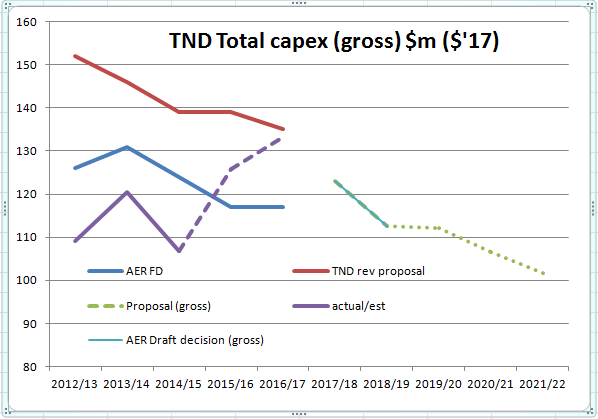 TND Total capex (gross) $m ($'17)
160
150
140
130
120
110
100
90
80
AER FD
TND rev proposal
Proposal (gross)
actual/est
AER Draft decision (gross)
2012/13 2013/14 2014/15 2015/16 2016/17 2017/18 2018/19 2019/20 2020/21 2021/22